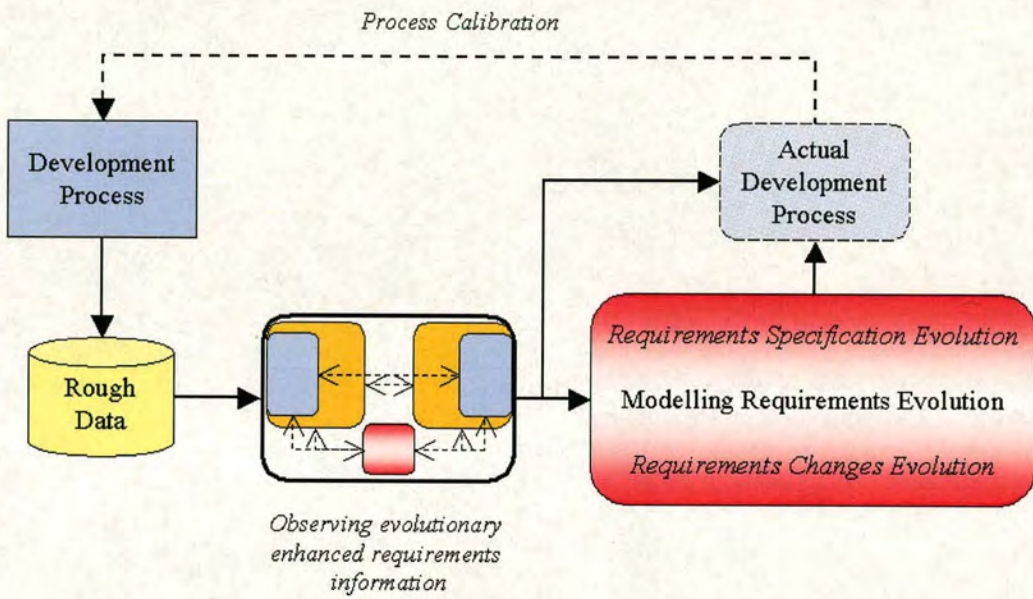 Process Calibration
Development
Process
Actual
Development
Process
Rough
Data
Requirements Specification Evolution
Modelling Requirements Evolution
Requirements Changes Evolution
Observing evolutionary
enhanced requirements
information